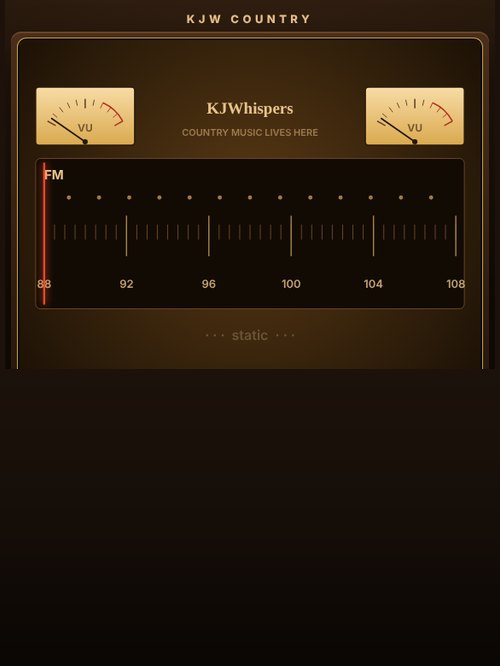 KJW COUNTRY
VU
KJWhispers
COUNTRY MUSIC LIVES HERE
VU
FM
88 92 96 100 104 108
··· static ···